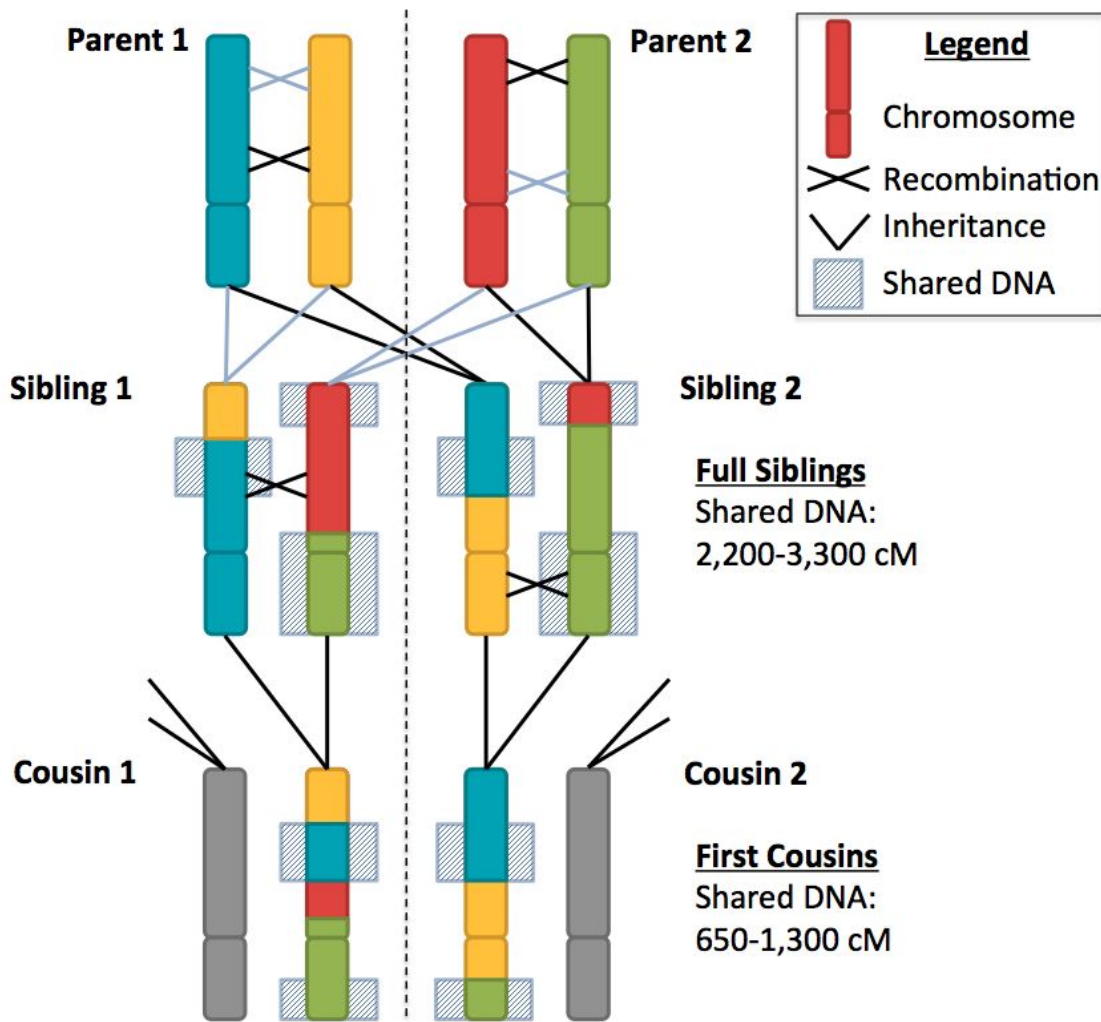 Parent 1
Parent 2
Legend
Chromosome
Recombination
Inheritance
Shared DNA
Sibling 1
Sibling 2
Full Siblings
Shared DNA:
2,200-3,300 cM
Cousin 1
Cousin 2
First Cousins
Shared DNA:
650-1,300 cM